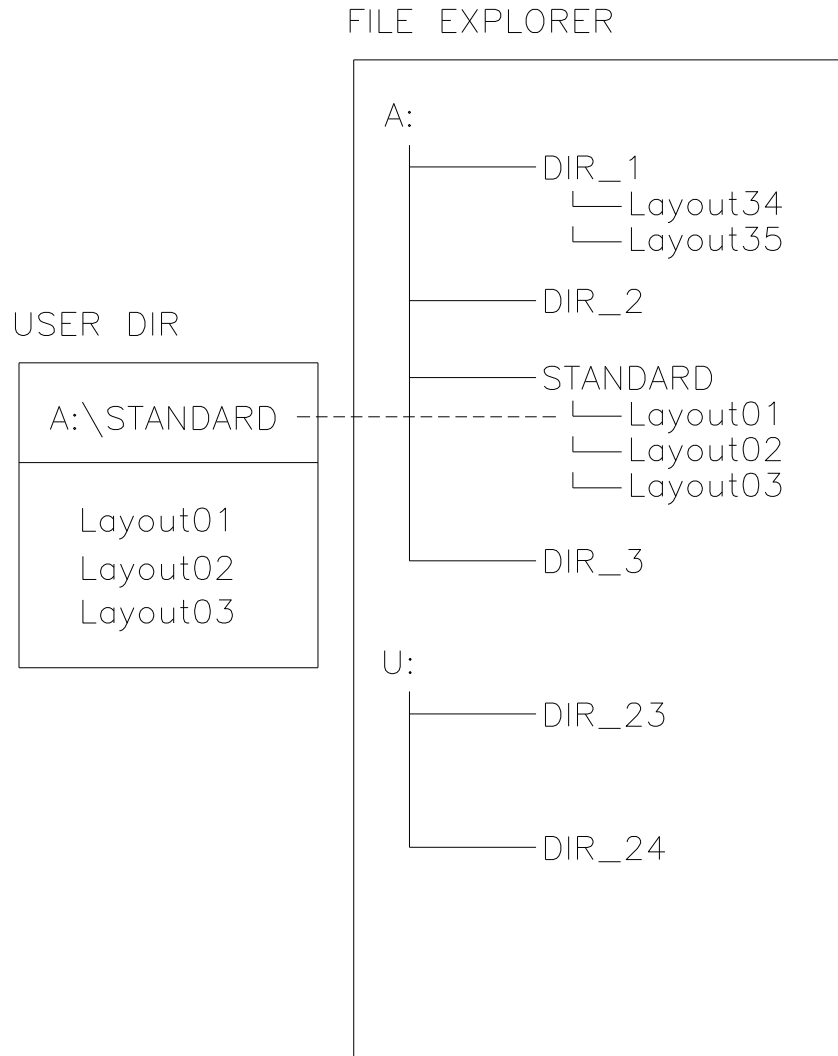 FILE EXPLORER
A:
DIR_1
Layout34
Layout35
DIR_2
USER DIR
STANDARD
A:\STANDARD
Layout01
Layout02
Layout03
Layout01
Layout02
Layout03
DIR_3
U:
DIR_23
DIR_24